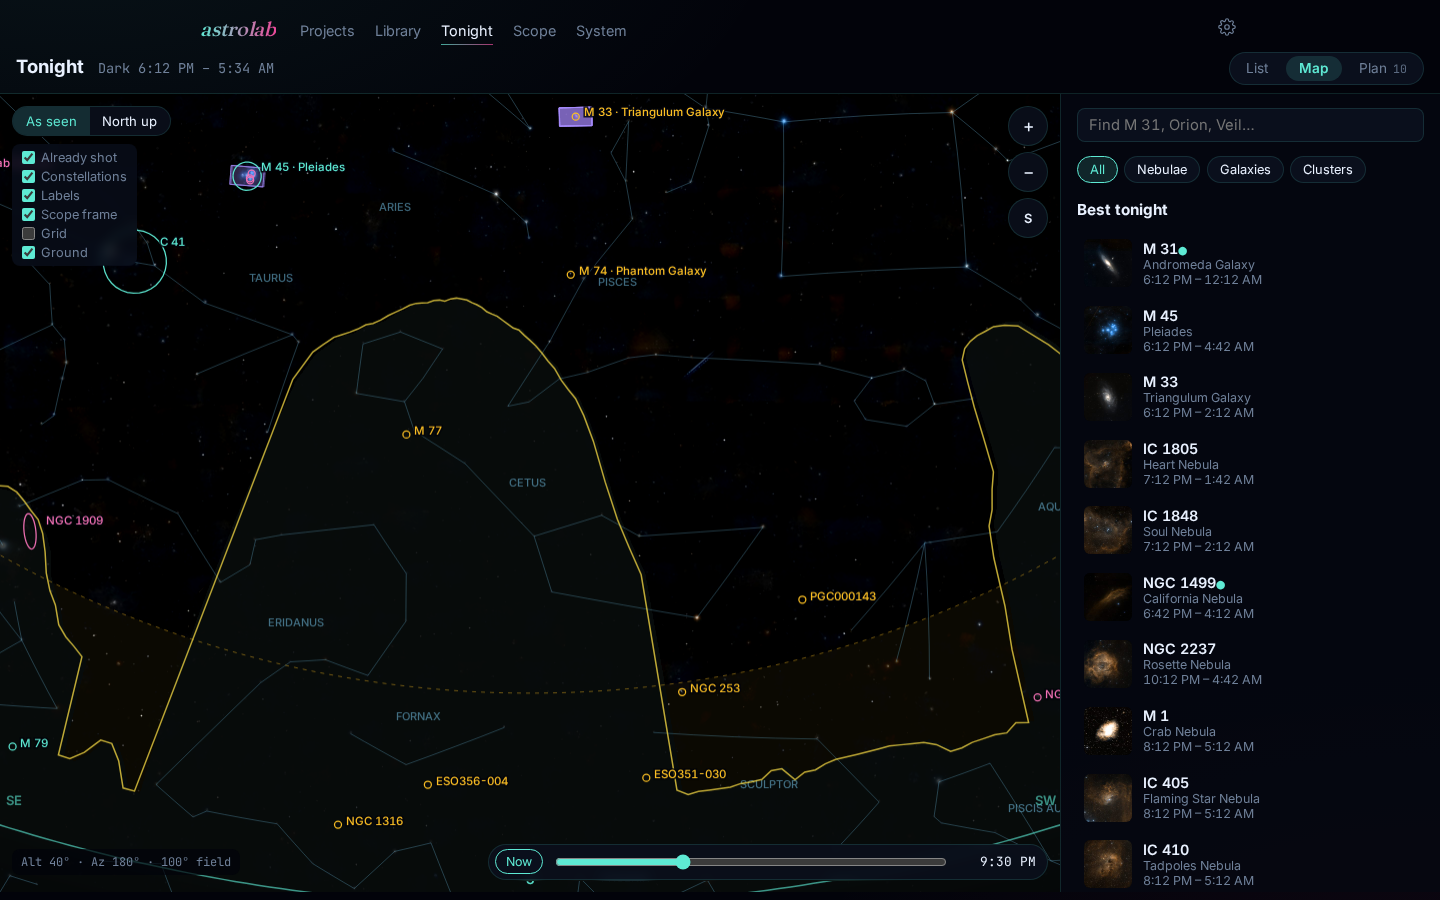 astrolab
Projects
Library
Tonight
Scope
System
Tonight
Dark 6:12 PM – 5:34 AM
List
Map
Plan 10
As seen
North up
Already shot
Constellations
Labels
Scope frame
Grid
Ground
M 33 · Triangulum Galaxy
M 45 · Pleiades
ARIES
C 41
TAURUS
M 74 · Phantom Galaxy
PISCES
M 77
CETUS
NGC 1909
PGC000143
ERIDANUS
NGC 253
FORNAX
M 79
ESO356-004
ESO351-030
SCULPTOR
SE
SW
NGC 1316
Alt 40° · Az 180° · 100° field
Now
9:30 PM
+
−
S
Find M 31, Orion, Veil...
All
Nebulae
Galaxies
Clusters
Best tonight
M 31
Andromeda Galaxy
6:12 PM – 12:12 AM
M 45
Pleiades
6:12 PM – 4:42 AM
M 33
Triangulum Galaxy
6:12 PM – 2:12 AM
IC 1805
Heart Nebula
7:12 PM – 1:42 AM
IC 1848
Soul Nebula
7:12 PM – 2:12 AM
NGC 1499
California Nebula
6:42 PM – 4:12 AM
NGC 2237
Rosette Nebula
10:12 PM – 4:42 AM
M 1
Crab Nebula
8:12 PM – 5:12 AM
IC 405
Flaming Star Nebula
8:12 PM – 5:12 AM
IC 410
Tadpoles Nebula
8:12 PM – 5:12 AM